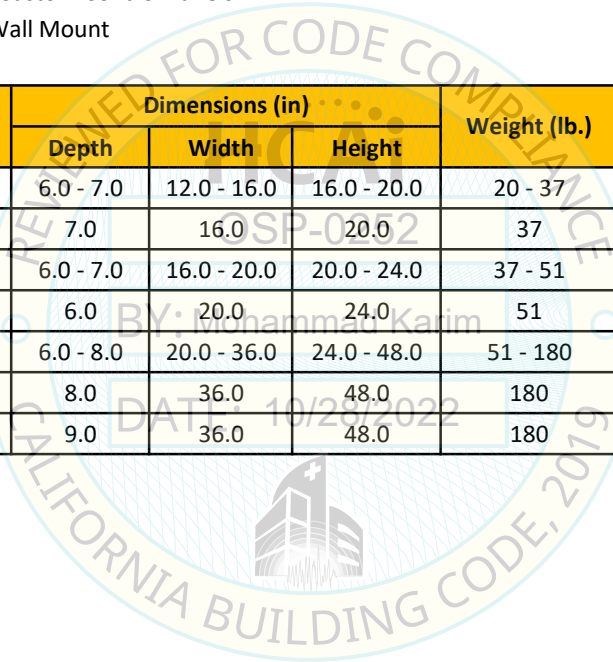 Wall Mount
Dimensions (in)
Weight (lb.)
Depth Width Height
6.0 - 7.0 12.0 - 16.0 16.0 - 20.0 20 - 37
7.0 16.0 20.0 37
6.0 - 7.0 16.0 - 20.0 20.0 - 24.0 37 - 51
6.0 20.0 24.0 51
6.0 - 8.0 20.0 - 36.0 24.0 - 48.0 51 - 180
8.0 36.0 48.0 180
9.0 36.0 48.0 180
REVIEWED FOR CODE COMPLIANCE
HCAi
OSP-0252
BY: Mohammad Karim
DATE: 10/28/2022
CALIFORNIA BUILDING CODE, 2019